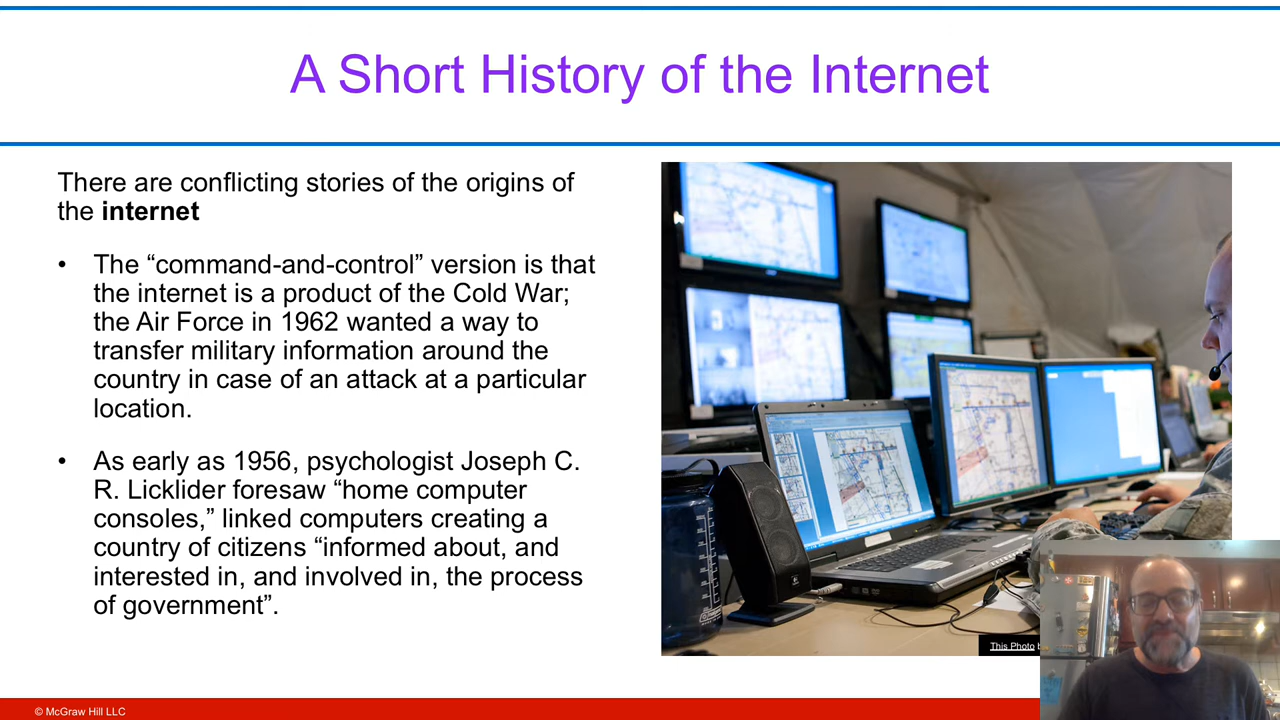 A Short History of the Internet
There are conflicting stories of the origins of
the internet
• The “command-and-control” version is that
the internet is a product of the Cold War;
the Air Force in 1962 wanted a way to
transfer military information around the
country in case of an attack at a particular
location.
• As early as 1956, psychologist Joseph C.
R. Licklider foresaw “home computer
consoles,” linked computers creating a
country of citizens “informed about, and
interested in, and involved in, the process
of government”.
This Photo
© McGraw Hill LLC